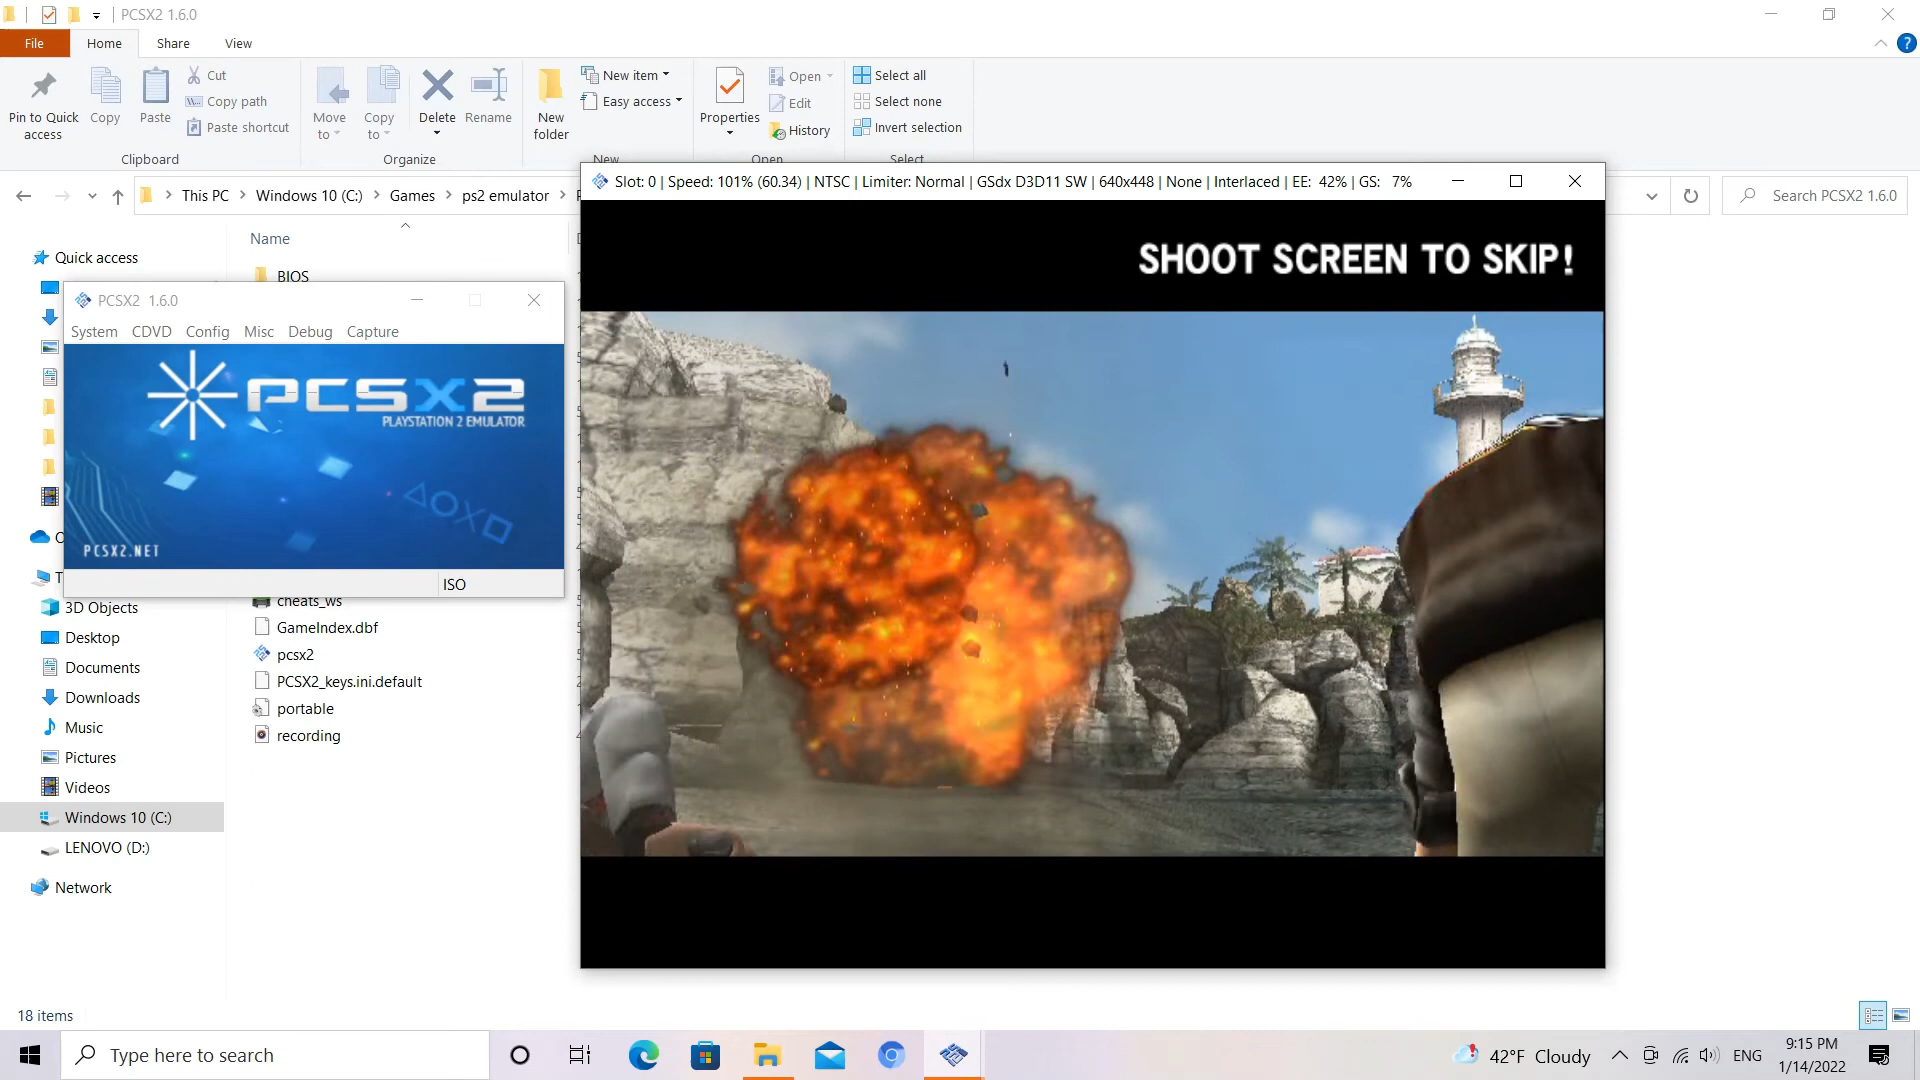 PCSX2 1.6.0
File Home Share View
Pin to Quick access
Copy
Paste
Cut
Copy path
Paste shortcut
Move to
Copy to
Delete
Rename
New folder
New item
Easy access
Properties
Open
Edit
History
Select all
Select none
Invert selection
Clipboard Organize New Open Select
This PC Windows 10 (C:) Games ps2 emulator
Search PCSX2 1.6.0
Slot: 0 | Speed: 101% (60.34) | NTSC | Limiter: Normal | GSdx D3D11 SW | 640x448 | None | Interlaced | EE: 42% | GS: 7%
SHOOT SCREEN TO SKIP!
Name
Quick access
BIOS
PCSX2 1.6.0
System CDVD Config Misc Debug Capture
PCSX2
PLAYSTATION 2 EMULATOR
PCSX2.NET
ISO
3D Objects
Desktop
Documents
Downloads
Music
Pictures
Videos
Windows 10 (C:)
LENOVO (D:)
Network
cheats_ws
GameIndex.dbf
pcsx2
PCSX2_keys.ini.default
portable
recording
18 items
Type here to search
42°F Cloudy
ENG
9:15 PM
1/14/2022